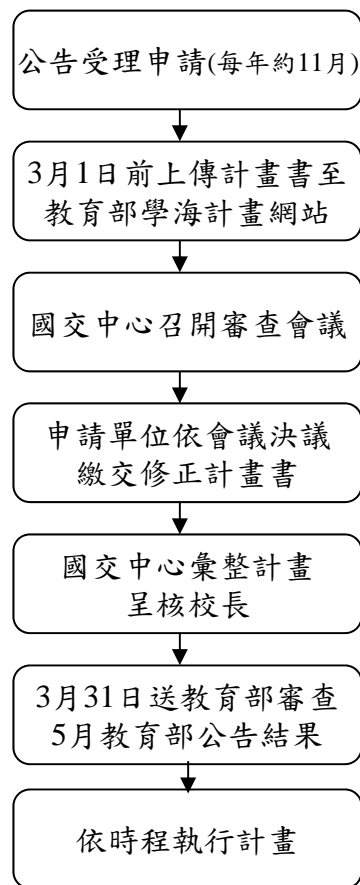 公告受理申請(每年約11月)
3月1日前上傳計畫書至
教育部學海計畫網站
國交中心召開審查會議
申請單位依會議決議
繳交修正計畫書
國交中心彙整計畫
呈核校長
3月31日送教育部審查
5月教育部公告結果
依時程執行計畫